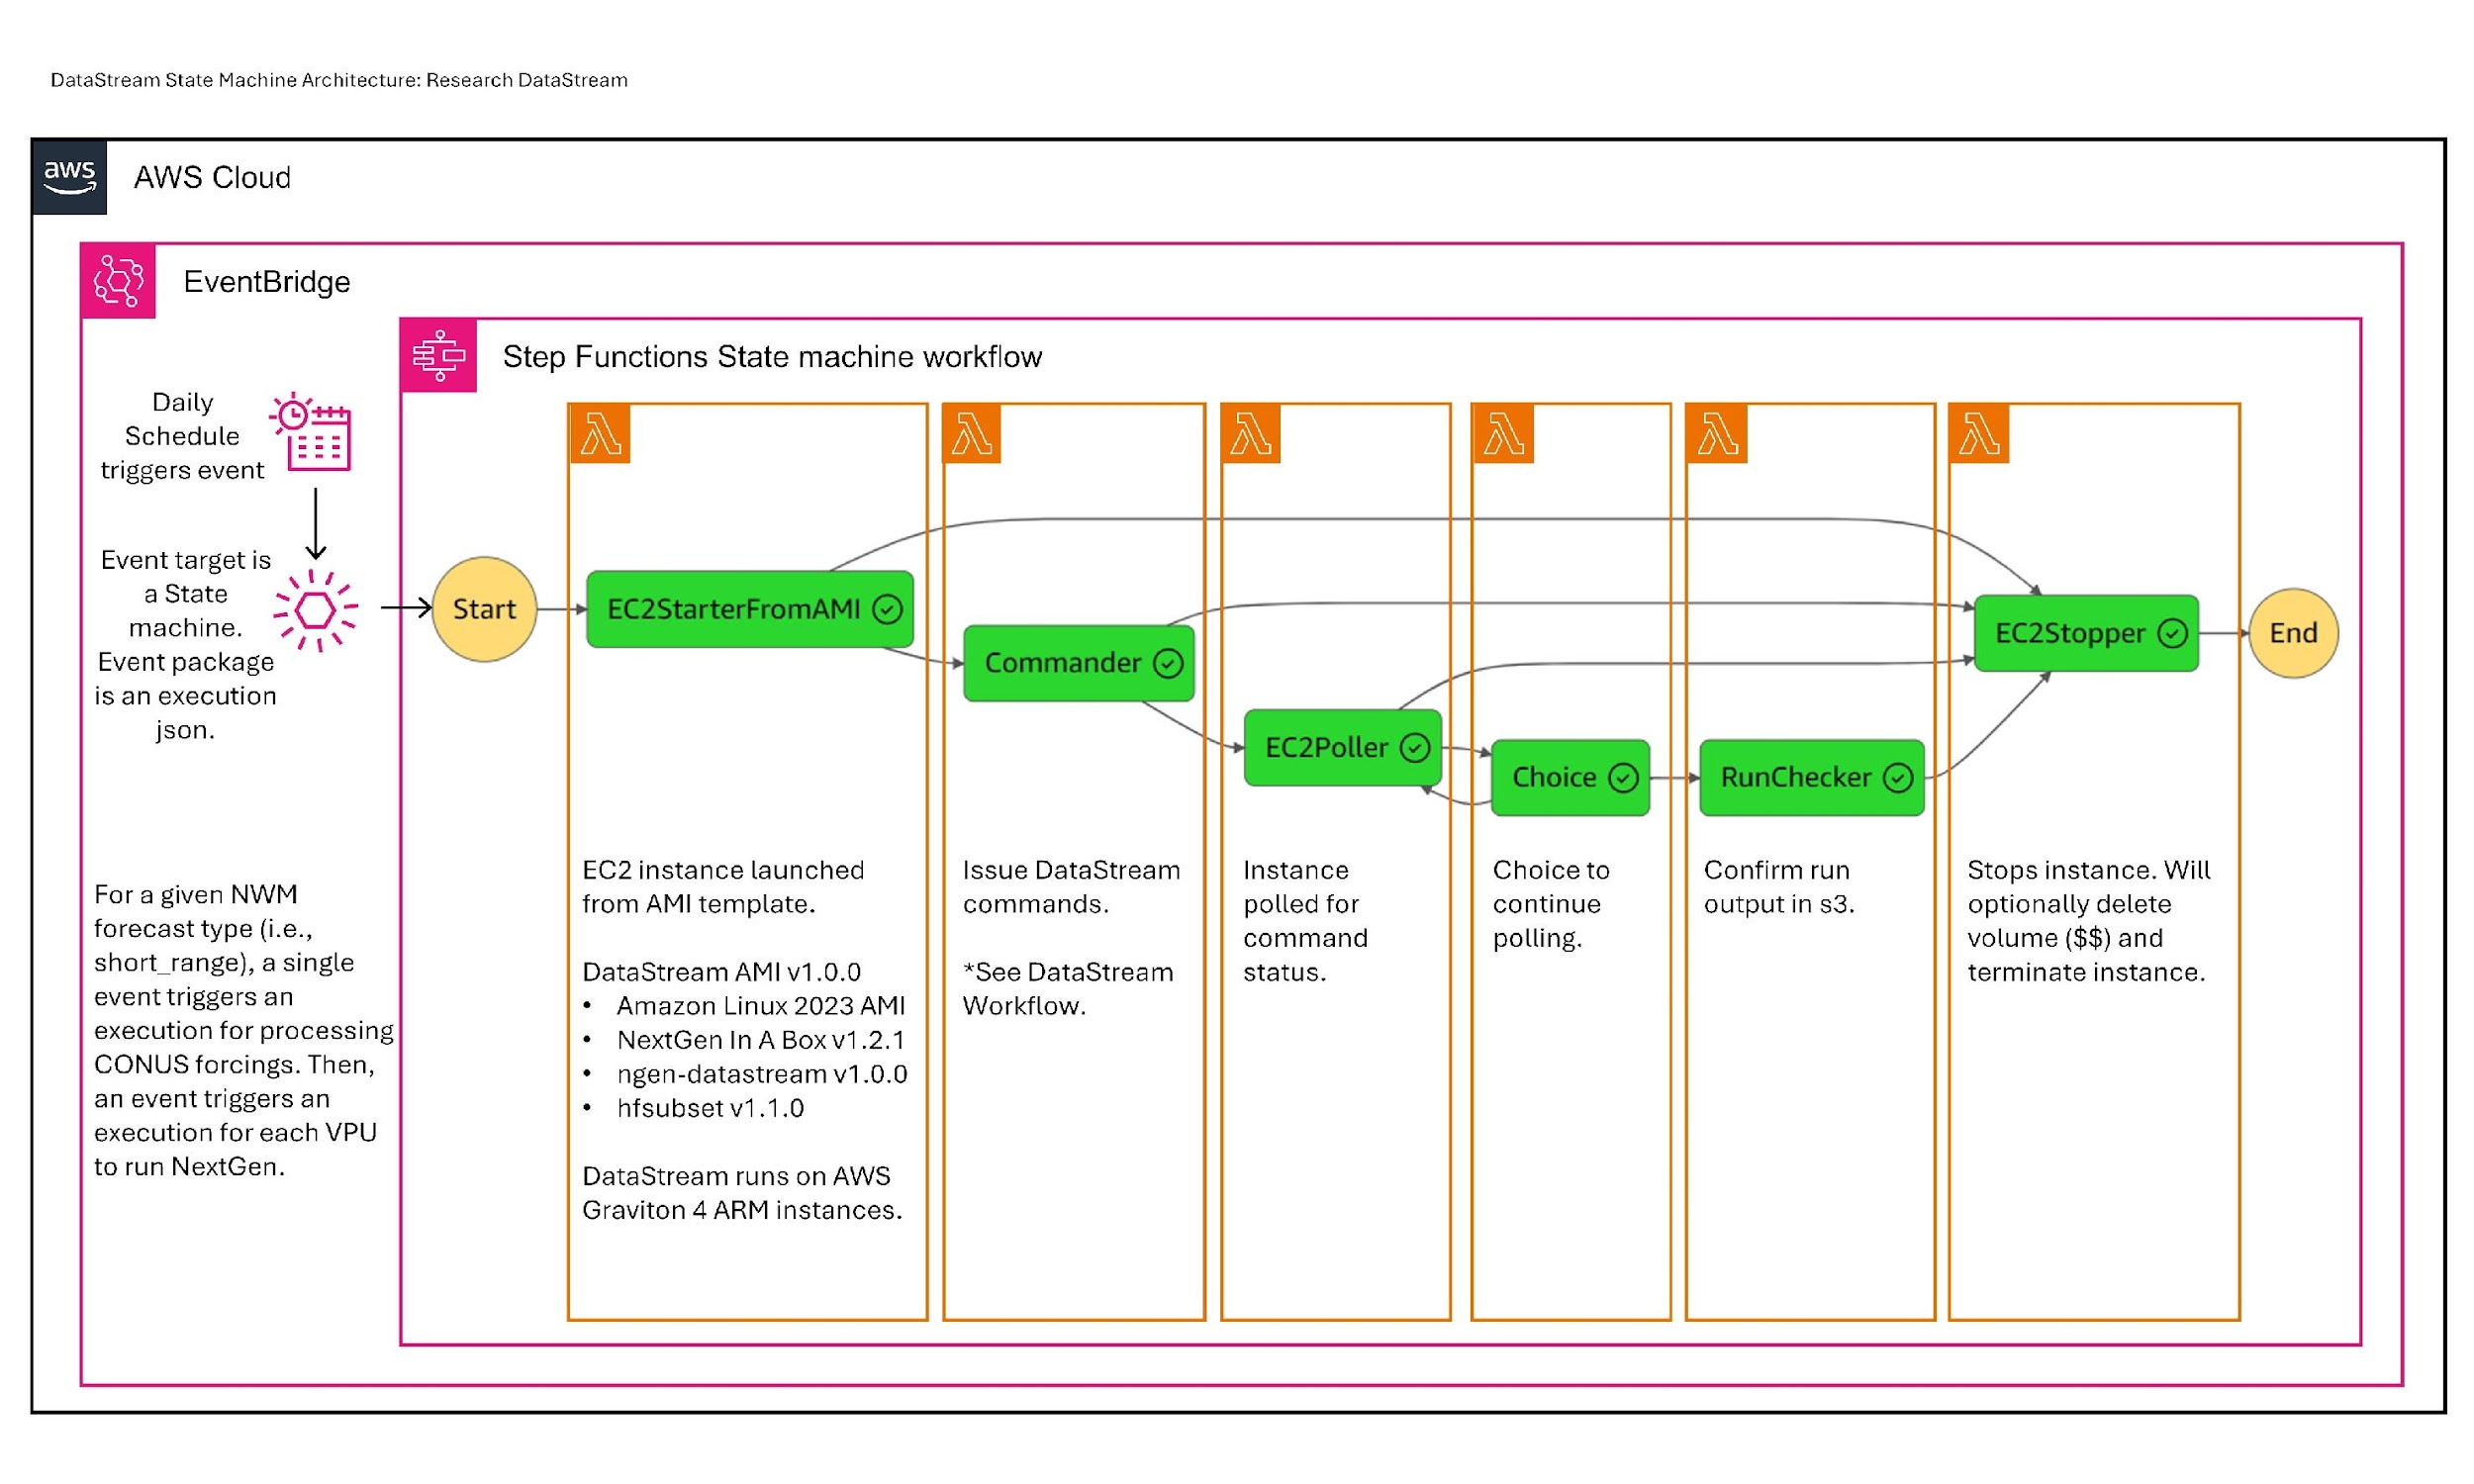 DataStream State Machine Architecture: Research DataStream
aws
AWS Cloud
EventBridge
Step Functions State machine workflow
Daily
Schedule
triggers event
Event target is
a State
machine.
Event package
is an execution
json.
For a given NWM
forecast type (i.e.,
short_range), a single
event triggers an
execution for processing
CONUS forcings. Then,
an event triggers an
execution for each VPU
to run NextGen.
Start
EC2StarterFromAMI
Commander
EC2Poller
Choice
RunChecker
EC2Stopper
End
EC2 instance launched
from AMI template.
DataStream AMI v1.0.0
• Amazon Linux 2023 AMI
• NextGen In A Box v1.2.1
• ngen-datastream v1.0.0
• hfsubset v1.1.0
DataStream runs on AWS
Graviton 4 ARM instances.
Issue DataStream
commands.
*See DataStream
Workflow.
Instance
polled for
command
status.
Choice to
continue
polling.
Confirm run
output in s3.
Stops instance. Will
optionally delete
volume ($$) and
terminate instance.